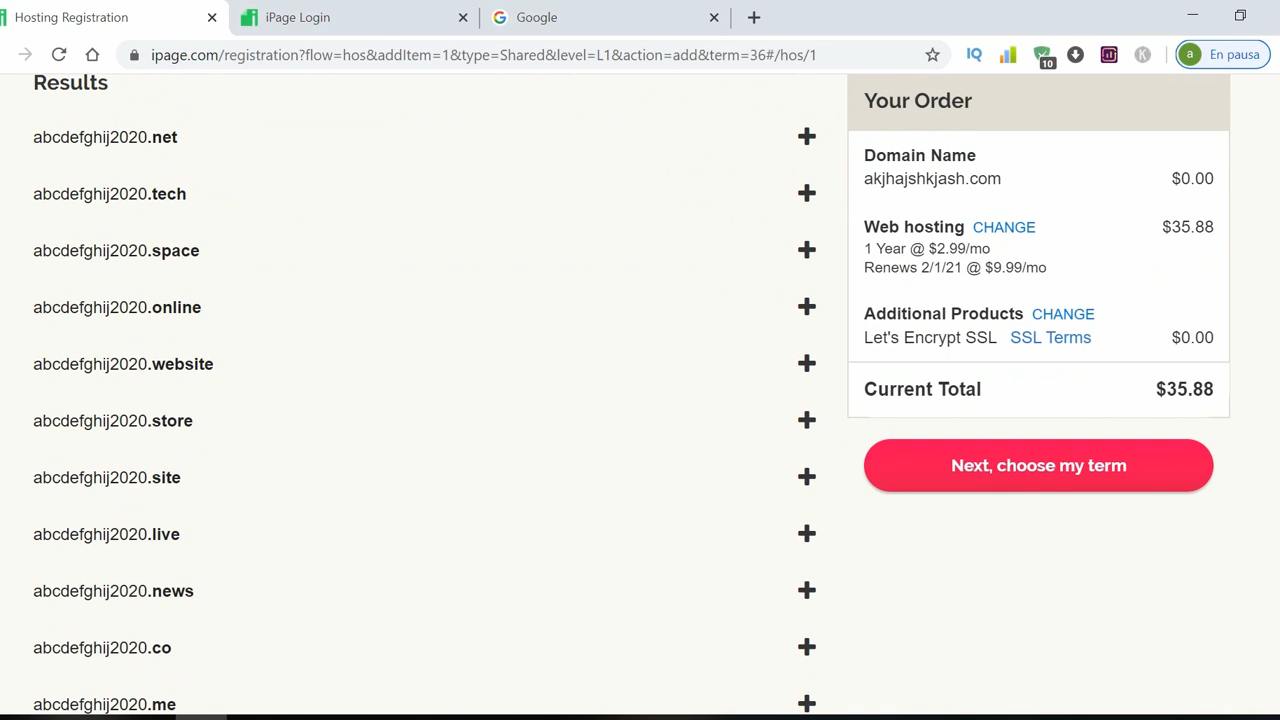 Hosting Registration
iPage Login
Google
ipage.com/registration?flow=hos&addItem=1&type=Shared&level=L1&action=add&term=36#/hos/1
IQ
10
K
a
En pausa
Results
abcdefghij2020.net
abcdefghij2020.tech
abcdefghij2020.space
abcdefghij2020.online
abcdefghij2020.website
abcdefghij2020.store
abcdefghij2020.site
abcdefghij2020.live
abcdefghij2020.news
abcdefghij2020.co
abcdefghij2020.me
Your Order
Domain Name
akjhajshkjash.com $0.00
Web hosting CHANGE $35.88
1 Year @ $2.99/mo
Renews 2/1/21 @ $9.99/mo
Additional Products CHANGE
Let's Encrypt SSL SSL Terms $0.00
Current Total $35.88
Next, choose my term